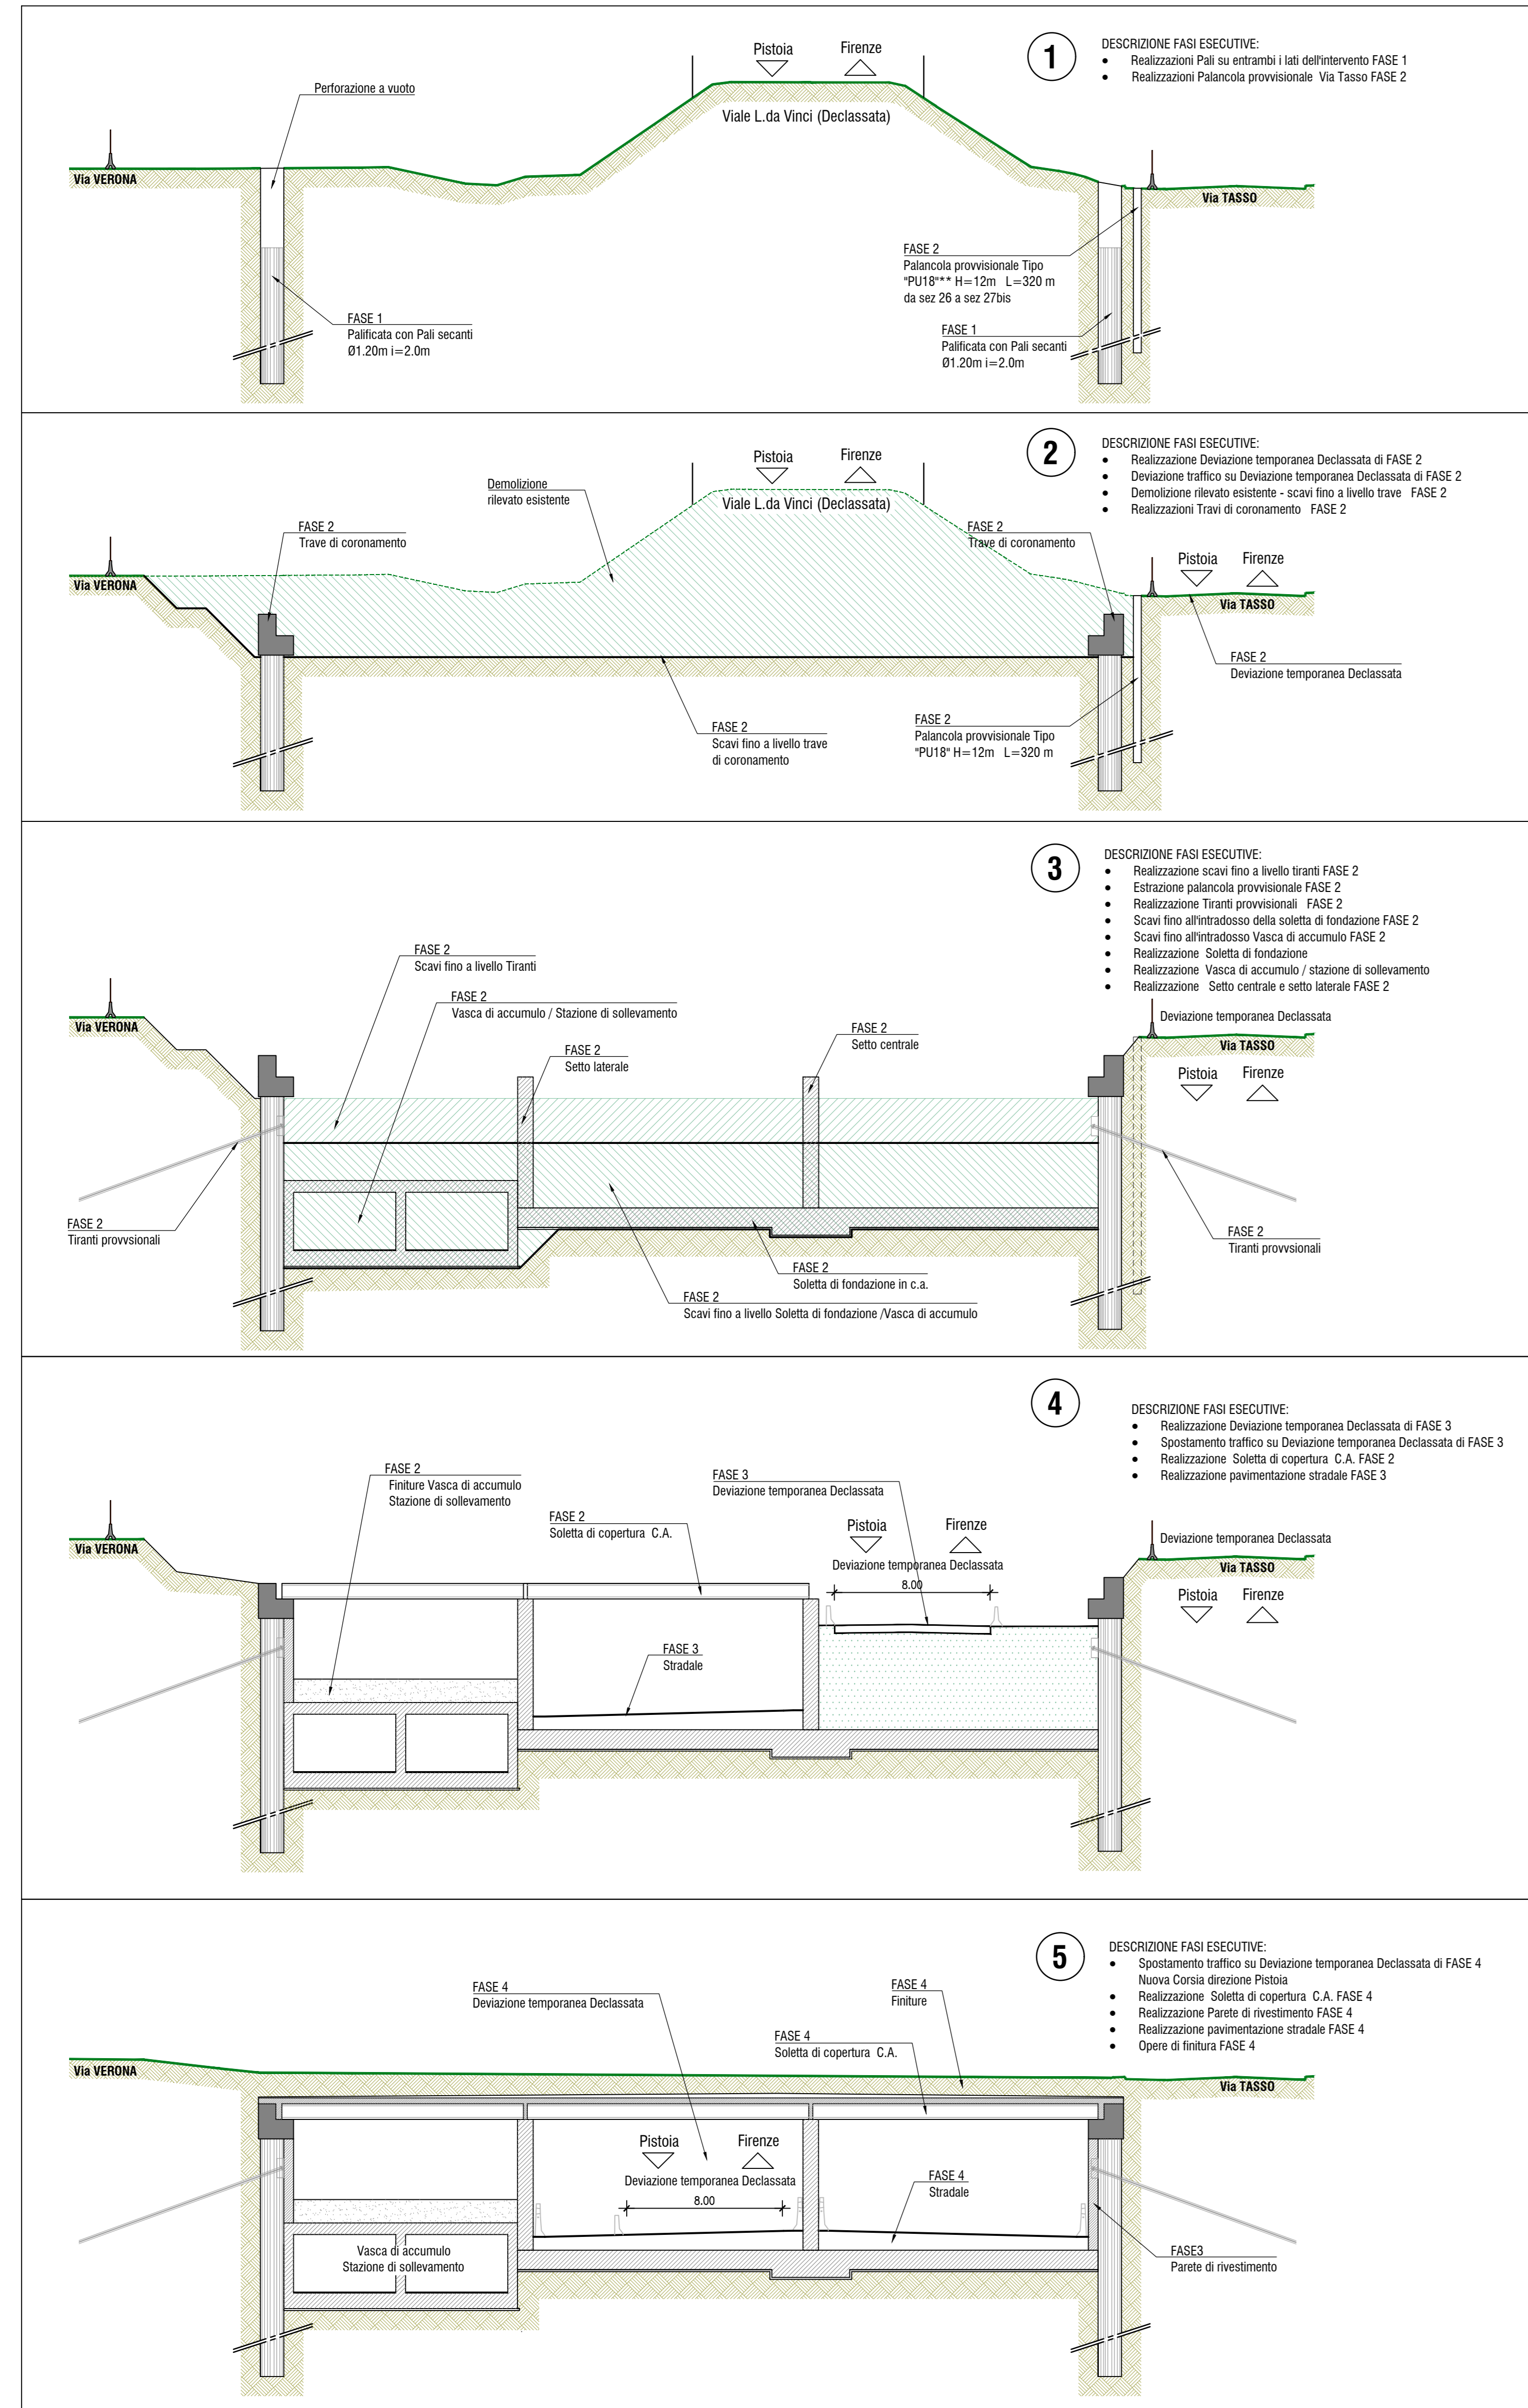 Pistoia Firenze
Viale L.da Vinci (Declassata)
1
DESCRIZIONE FASI ESECUTIVE:
• Realizzazioni Pali su entrambi i lati dell'intervento FASE 1
• Realizzazioni Palancola provvisionale Via Tasso FASE 2
Perforazione a vuoto
Via VERONA
Via TASSO
FASE 1
Palificata con Pali secanti
Ø1.20m i=2.0m
FASE 2
Palancola provvisionale Tipo
"PU18"** H=12m L=320 m
da sez 26 a sez 27bis
FASE 1
Palificata con Pali secanti
Ø1.20m i=2.0m
2
DESCRIZIONE FASI ESECUTIVE:
• Realizzazione Deviazione temporanea Declassata di FASE 2
• Deviazione traffico su Deviazione temporanea Declassata di FASE 2
• Demolizione rilevato esistente - scavi fino a livello trave FASE 2
• Realizzazioni Travi di coronamento FASE 2
Pistoia Firenze
Viale L.da Vinci (Declassata)
Demolizione
rilevato esistente
FASE 2
Trave di coronamento
FASE 2
Trave di coronamento
Via VERONA
Pistoia Firenze
Via TASSO
FASE 2
Deviazione temporanea Declassata
FASE 2
Scavi fino a livello trave
di coronamento
FASE 2
Palancola provvisionale Tipo
"PU18" H=12m L=320 m
3
DESCRIZIONE FASI ESECUTIVE:
• Realizzazione scavi fino a livello tiranti FASE 2
• Estrazione palancola provvisionale FASE 2
• Realizzazione Tiranti provvisionali FASE 2
• Scavi fino all'intradosso della soletta di fondazione FASE 2
• Scavi fino all'intradosso Vasca di accumulo FASE 2
• Realizzazione Soletta di fondazione
• Realizzazione Vasca di accumulo / stazione di sollevamento
• Realizzazione Setto centrale e setto laterale FASE 2
FASE 2
Scavi fino a livello Tiranti
FASE 2
Vasca di accumulo / Stazione di sollevamento
FASE 2
Setto laterale
FASE 2
Setto centrale
Via VERONA
Deviazione temporanea Declassata
Via TASSO
Pistoia Firenze
FASE 2
Tiranti provvsionali
FASE 2
Tiranti provvsionali
FASE 2
Soletta di fondazione in c.a.
FASE 2
Scavi fino a livello Soletta di fondazione /Vasca di accumulo
4
DESCRIZIONE FASI ESECUTIVE:
• Realizzazione Deviazione temporanea Declassata di FASE 3
• Spostamento traffico su Deviazione temporanea Declassata di FASE 3
• Realizzazione Soletta di copertura C.A. FASE 2
• Realizzazione pavimentazione stradale FASE 3
FASE 2
Finiture Vasca di accumulo
Stazione di sollevamento
FASE 2
Soletta di copertura C.A.
FASE 3
Deviazione temporanea Declassata
Pistoia Firenze
Deviazione temporanea Declassata
8.00
Via VERONA
Deviazione temporanea Declassata
Via TASSO
Pistoia Firenze
FASE 3
Stradale
5
DESCRIZIONE FASI ESECUTIVE:
• Spostamento traffico su Deviazione temporanea Declassata di FASE 4
Nuova Corsia direzione Pistoia
• Realizzazione Soletta di copertura C.A. FASE 4
• Realizzazione Parete di rivestimento FASE 4
• Realizzazione pavimentazione stradale FASE 4
• Opere di finitura FASE 4
FASE 4
Deviazione temporanea Declassata
FASE 4
Finiture
FASE 4
Soletta di copertura C.A.
Via VERONA
Via TASSO
Pistoia Firenze
Deviazione temporanea Declassata
8.00
FASE 4
Stradale
Vasca di accumulo
Stazione di sollevamento
FASE3
Parete di rivestimento